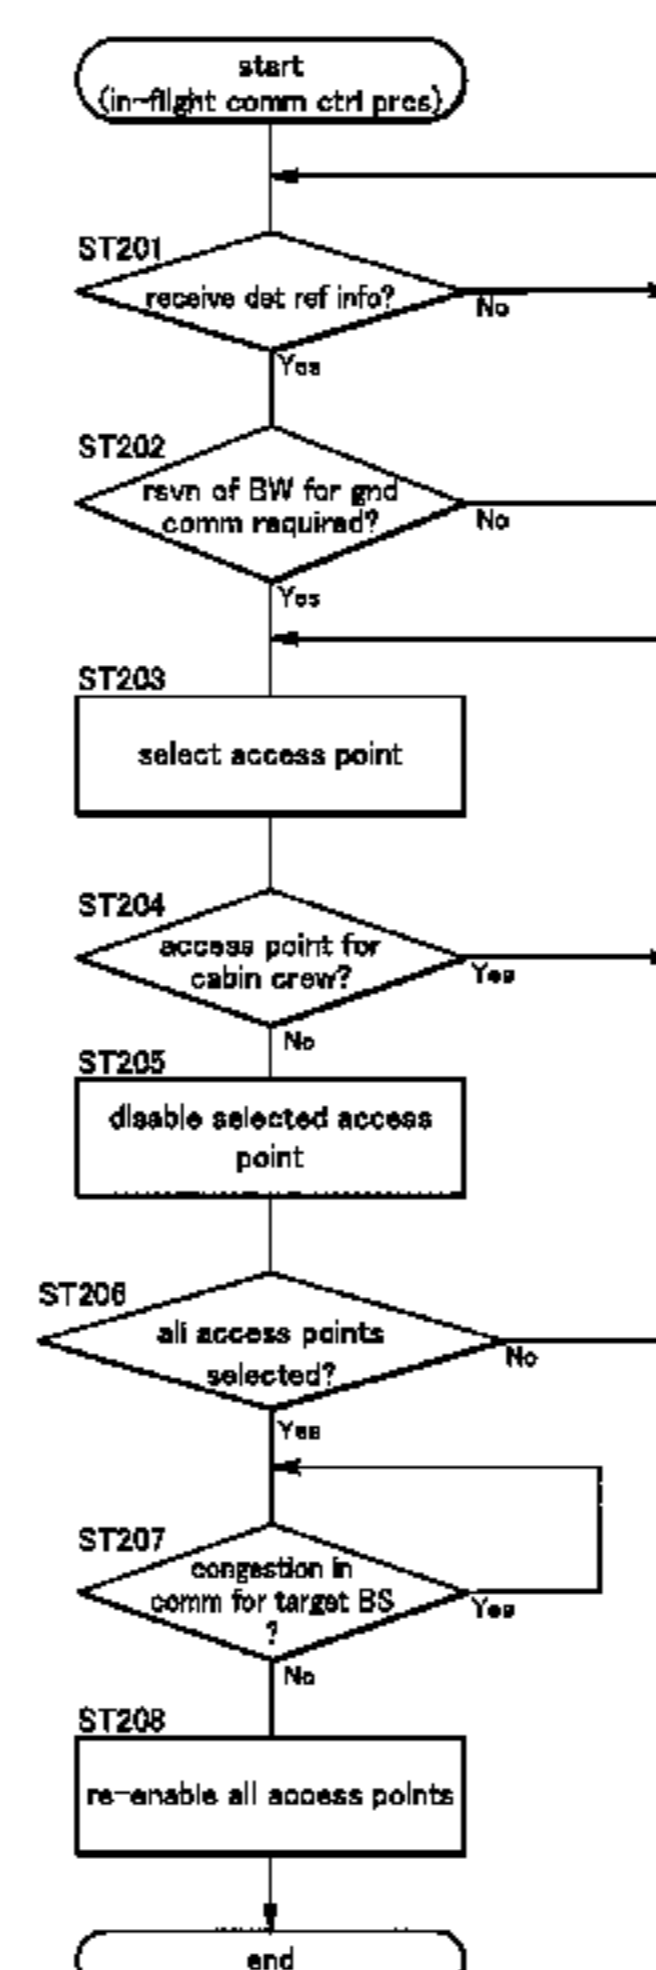 start
(in-flight comm ctrl prcs)
ST201
receive det ref info?
No
Yes
ST202
rsvn of BW for gnd
comm required?
No
Yes
ST203
select access point
ST204
access point for
cabin crew?
Yes
No
ST205
disable selected access
point
ST206
all access points
selected?
No
Yes
ST207
congestion in
comm for target BS
?
Yes
No
ST208
re-enable all access points
end